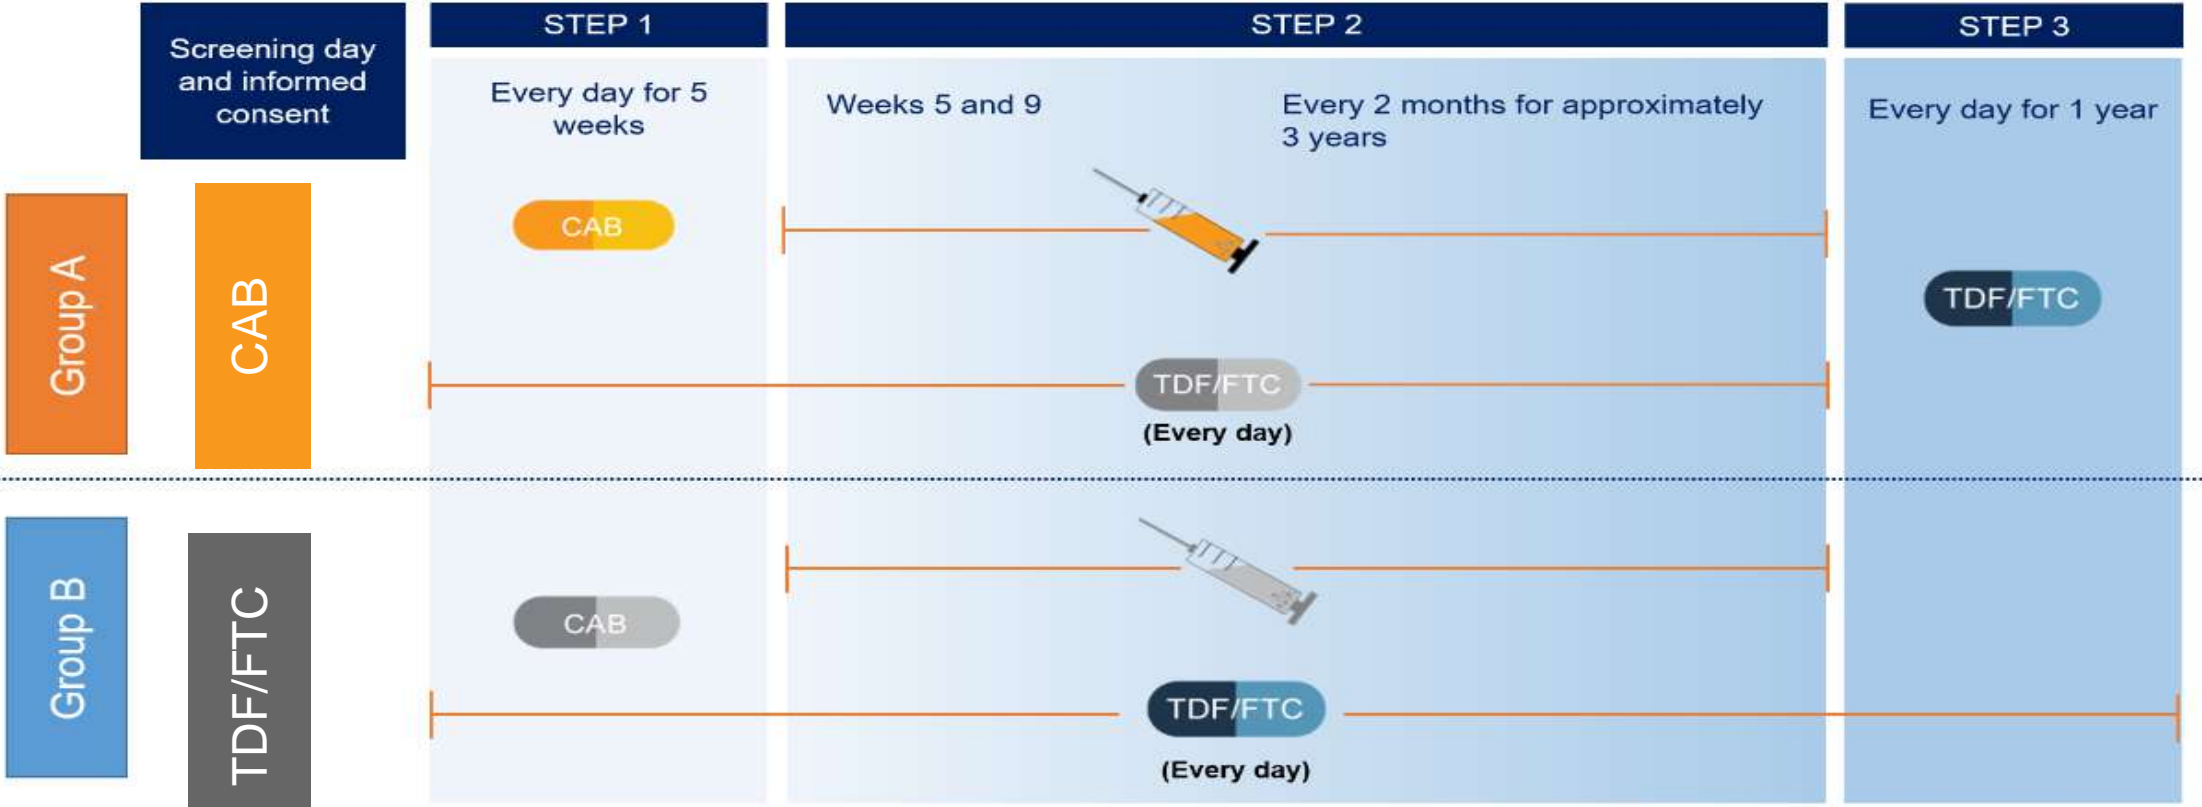 Screening day
and informed
consent
STEP 1
STEP 2
STEP 3
Every day for 5
weeks
Weeks 5 and 9
Every 2 months for approximately
3 years
Every day for 1 year
Group A
CAB
CAB
TDF/FTC
TDF/FTC
(Every day)
Group B
TDF/FTC
CAB
TDF/FTC
(Every day)